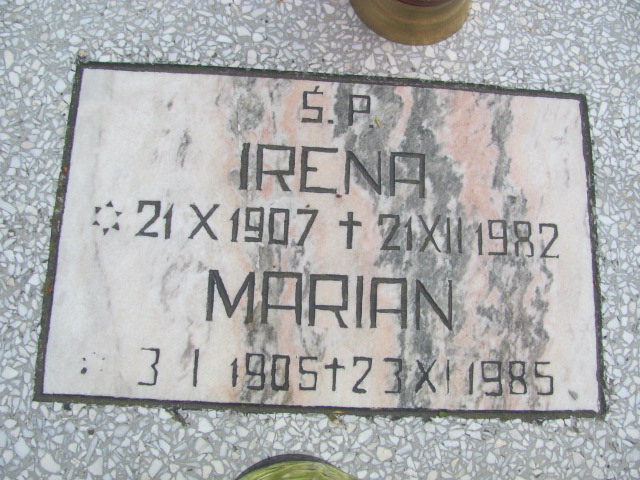 Ś.P.
IRENA
✡ 21 X 1907 † 21 XII 1982
MARIAN
3 I 1905 † 23 XI 1985